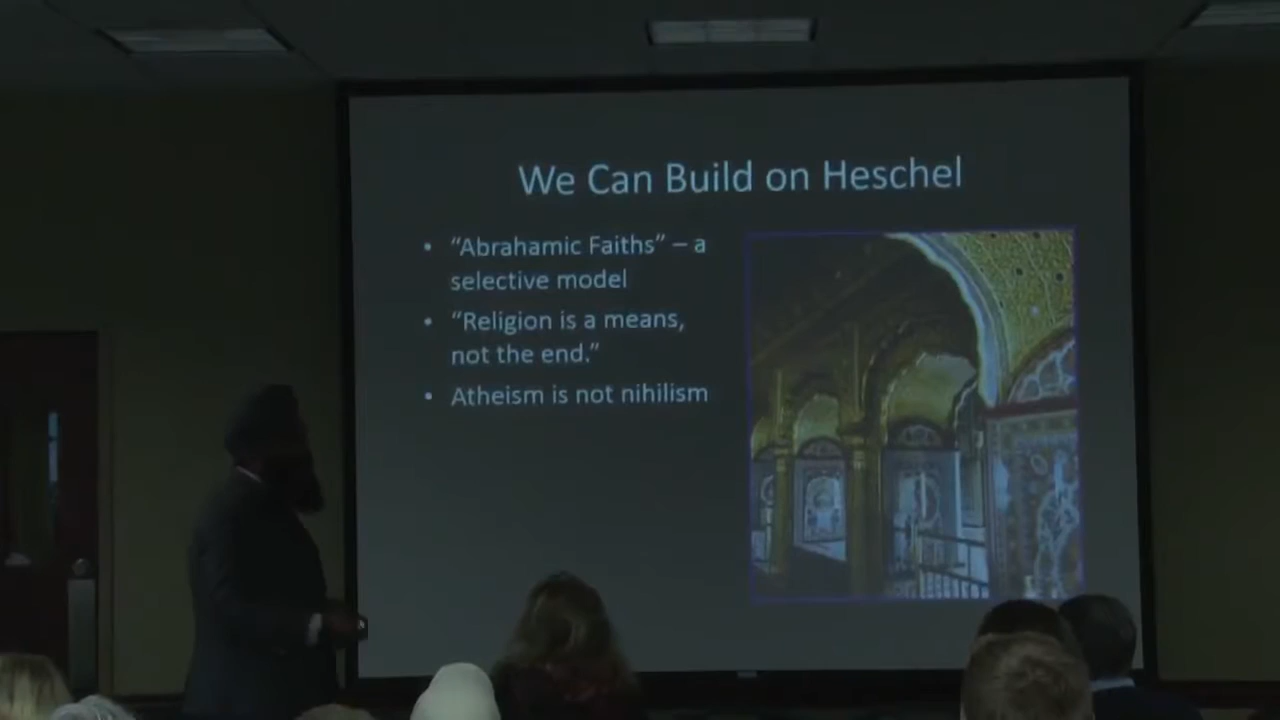 We Can Build on Heschel
• “Abrahamic Faiths” – a
selective model
• “Religion is a means,
not the end.”
• Atheism is not nihilism